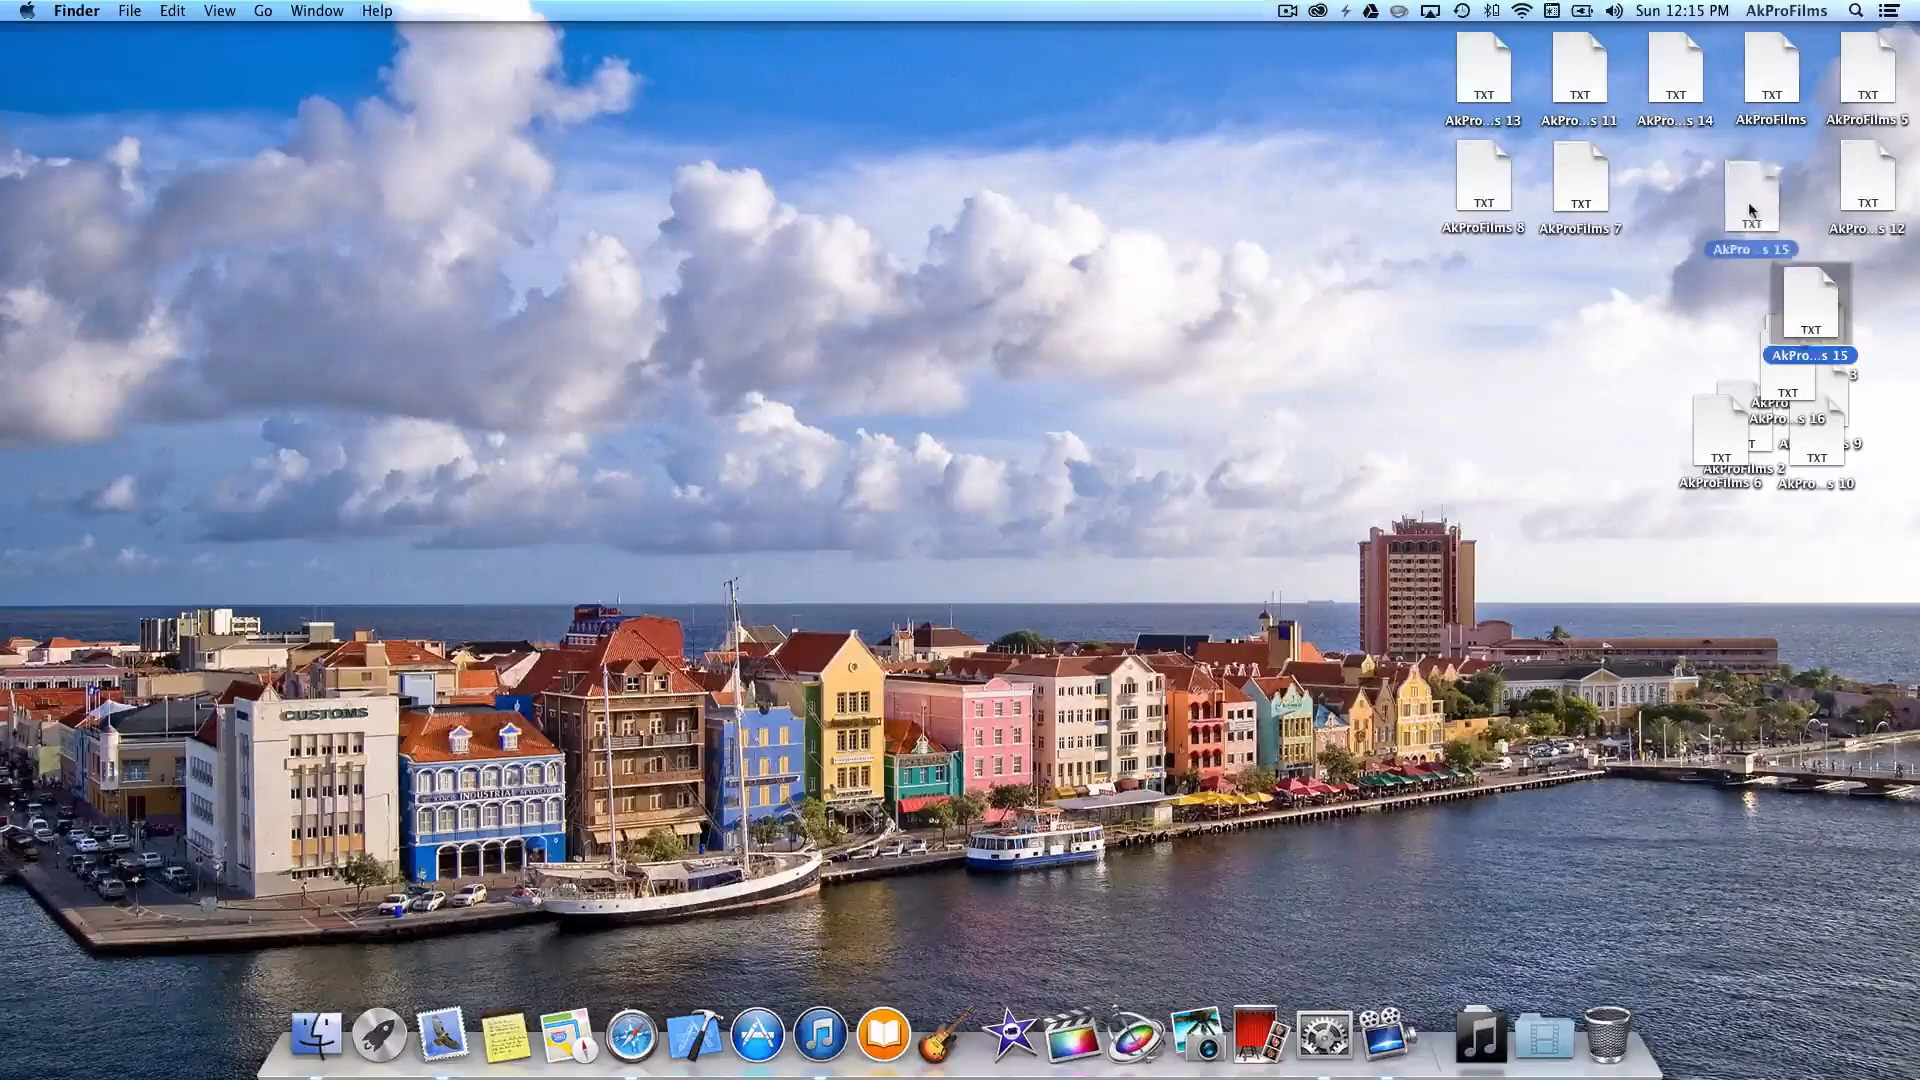 Finder File Edit View Go Window Help Sun 12:15 PM AkProFilms
TXT TXT TXT TXT TXT
AkPro...s 13 AkPro...s 11 AkPro...s 14 AkProFilms AkProFilms 5
TXT TXT TXT TXT
AkProFilms 8 AkProFilms 7 AkPro...s 15 AkPro...s 12
TXT
AkPro...s 15
3
TXT
AkPro...s 16
s 9
TXT TXT
AkProFilms 2
AkProFilms 6 AkPro...s 10
CUSTOMS
INDUSTRIAL